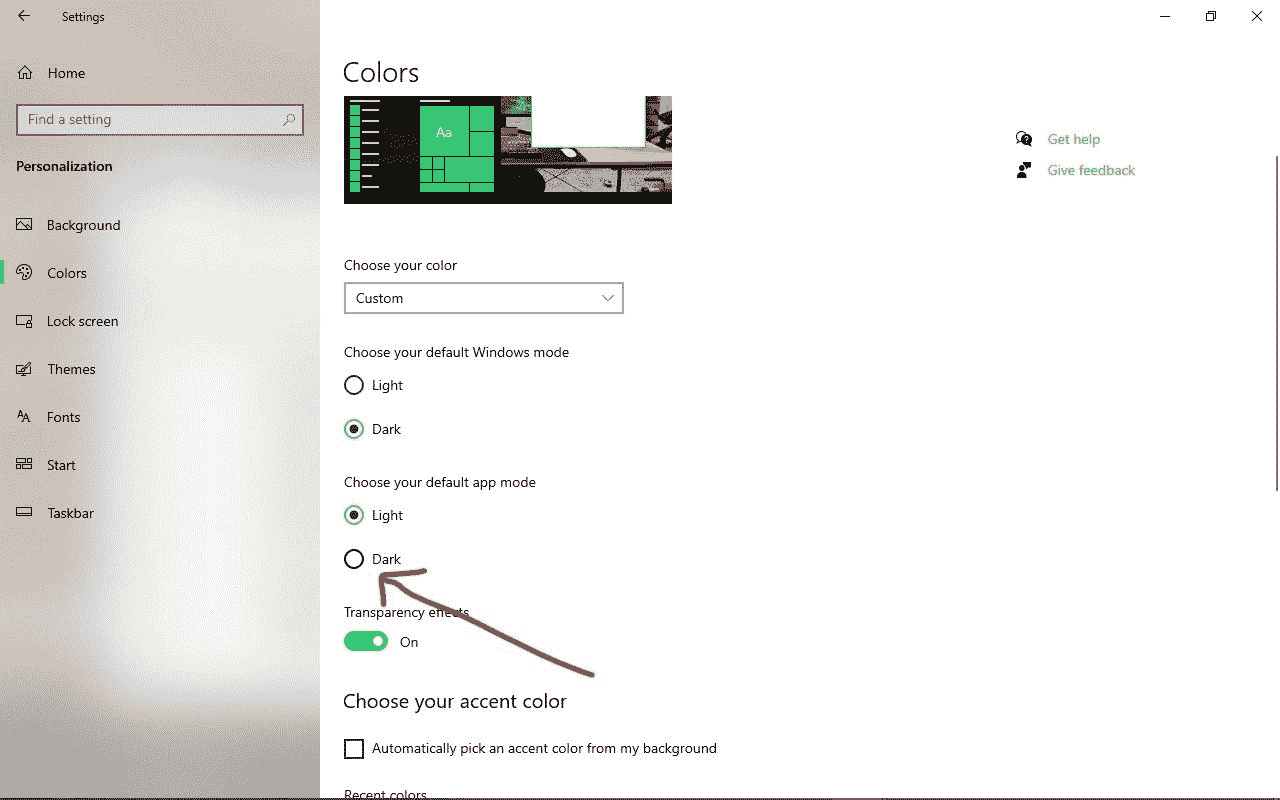 Settings
Home
Find a setting
Personalization
Background
Colors
Lock screen
Themes
Fonts
Start
Taskbar
Colors
Aa
Choose your color
Custom
Choose your default Windows mode
Light
Dark
Choose your default app mode
Light
Dark
Transparency effects
On
Choose your accent color
Automatically pick an accent color from my background
Recent colors
Get help
Give feedback